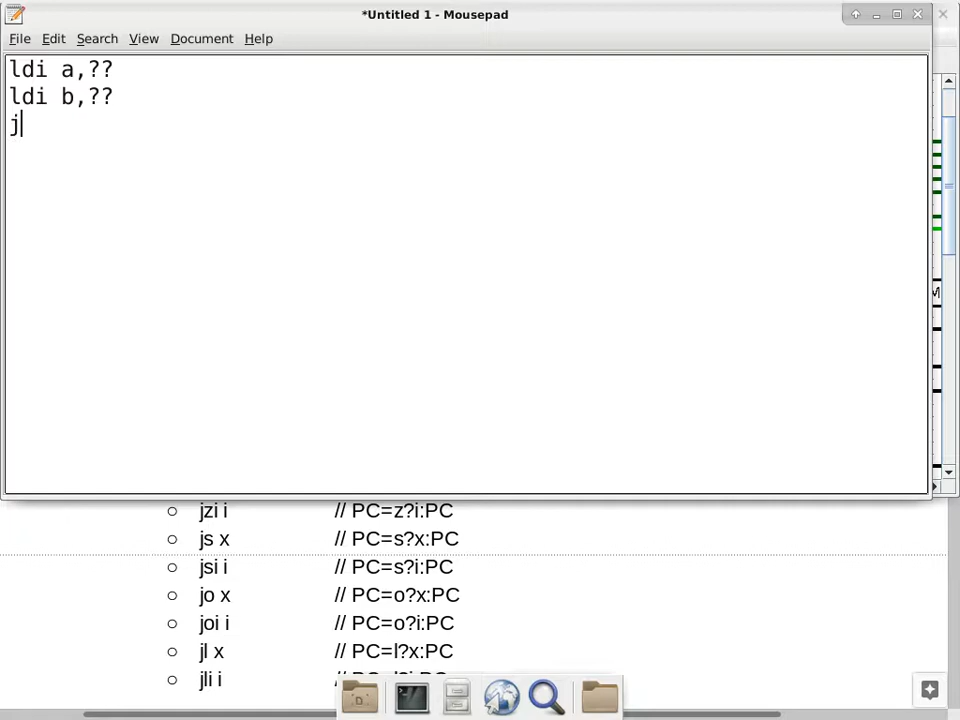 *Untitled 1 - Mousepad
File Edit Search View Document Help
ldi a,??
ldi b,??
j
M
○ jzi i // PC=z?i:PC
○ js x // PC=s?x:PC
○ jsi i // PC=s?i:PC
○ jo x // PC=o?x:PC
○ joi i // PC=o?i:PC
○ jl x // PC=l?x:PC
○ jli i